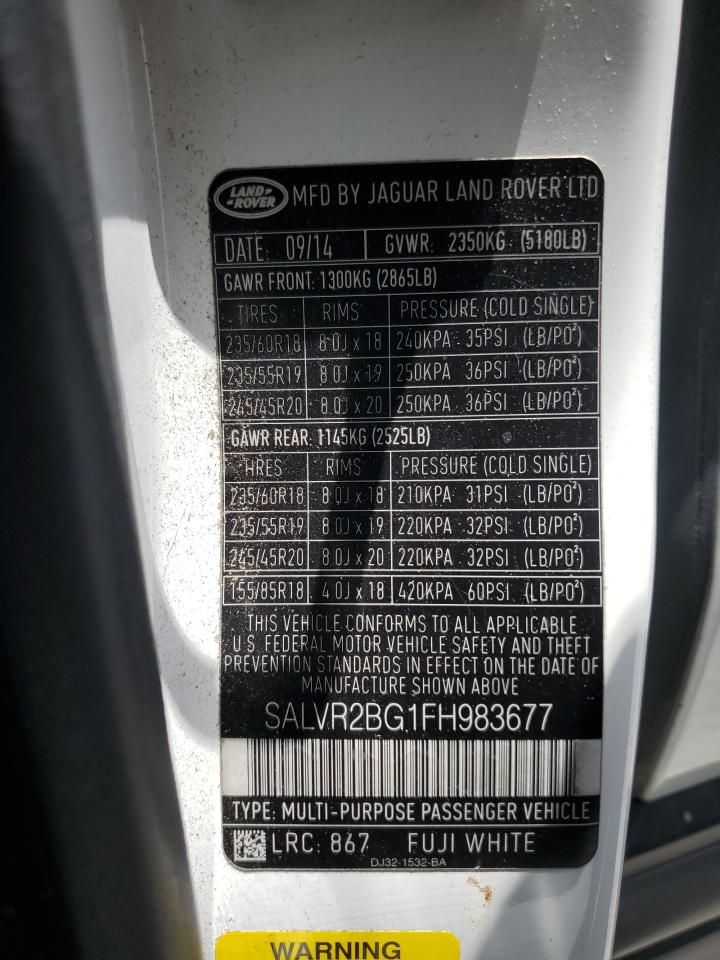 LAND ROVER MFD BY JAGUAR LAND ROVER LTD
DATE: 09/14 GVWR: 2350KG (5180LB)
GAWR FRONT: 1300KG (2865LB)
TIRES RIMS PRESSURE (COLD SINGLE)
235/60R18 8.0J x 18 240KPA 35PSI (LB/PO²)
235/55R19 8.0J x 19 250KPA 36PSI (LB/PO²)
245/45R20 8.0J x 20 250KPA 36PSI (LB/PO²)
GAWR REAR: 1145KG (2525LB)
TIRES RIMS PRESSURE (COLD SINGLE)
235/60R18 8.0J x 18 210KPA 31PSI (LB/PO²)
235/55R19 8.0J x 19 220KPA 32PSI (LB/PO²)
245/45R20 8.0J x 20 220KPA 32PSI (LB/PO²)
155/85R18 4.0J x 18 420KPA 60PSI (LB/PO²)
THIS VEHICLE CONFORMS TO ALL APPLICABLE
U.S. FEDERAL MOTOR VEHICLE SAFETY AND THEFT
PREVENTION STANDARDS IN EFFECT ON THE DATE OF
MANUFACTURE SHOWN ABOVE
SALVR2BG1FH983677
TYPE: MULTI-PURPOSE PASSENGER VEHICLE
LRC: 867 FUJI WHITE
DJ32-1532-BA
WARNING